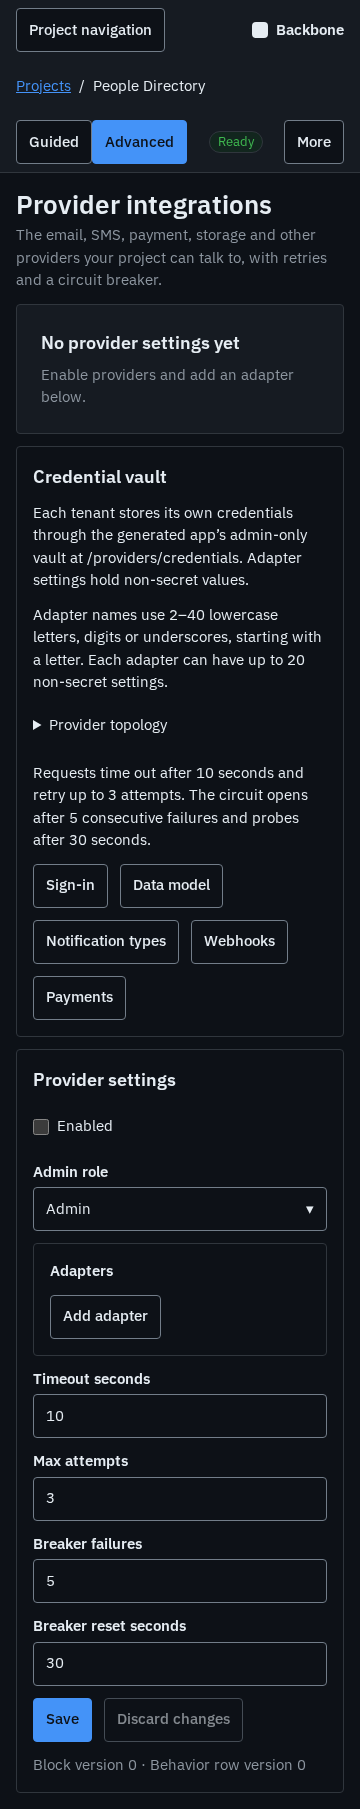 Project navigation
Backbone
Projects / People Directory
Guided
Advanced
Ready
More
Provider integrations
The email, SMS, payment, storage and other
providers your project can talk to, with retries
and a circuit breaker.
No provider settings yet
Enable providers and add an adapter
below.
Credential vault
Each tenant stores its own credentials
through the generated app’s admin-only
vault at /providers/credentials. Adapter
settings hold non-secret values.
Adapter names use 2–40 lowercase
letters, digits or underscores, starting with
a letter. Each adapter can have up to 20
non-secret settings.
Provider topology
Requests time out after 10 seconds and
retry up to 3 attempts. The circuit opens
after 5 consecutive failures and probes
after 30 seconds.
Sign-in
Data model
Notification types
Webhooks
Payments
Provider settings
Enabled
Admin role
Admin
Adapters
Add adapter
Timeout seconds
10
Max attempts
3
Breaker failures
5
Breaker reset seconds
30
Save
Discard changes
Block version 0 · Behavior row version 0